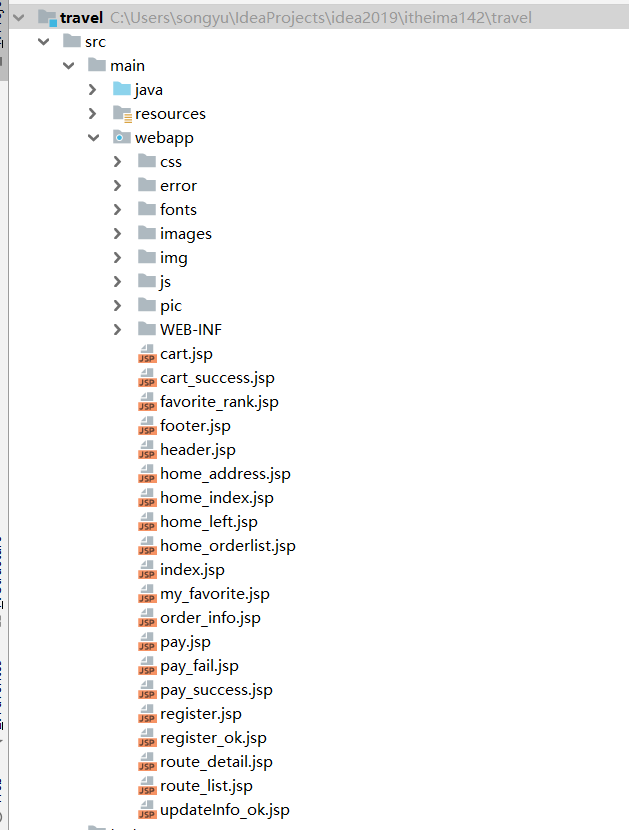 travel C:\Users\songyu\IdeaProjects\idea2019\itheima142\travel
src
main
java
resources
webapp
css
error
fonts
images
img
js
pic
WEB-INF
JSP cart.jsp
JSP cart_success.jsp
JSP favorite_rank.jsp
JSP footer.jsp
JSP header.jsp
JSP home_address.jsp
JSP home_index.jsp
JSP home_left.jsp
JSP home_orderlist.jsp
JSP index.jsp
JSP my_favorite.jsp
JSP order_info.jsp
JSP pay.jsp
JSP pay_fail.jsp
JSP pay_success.jsp
JSP register.jsp
JSP register_ok.jsp
JSP route_detail.jsp
JSP route_list.jsp
JSP updateInfo_ok.jsp